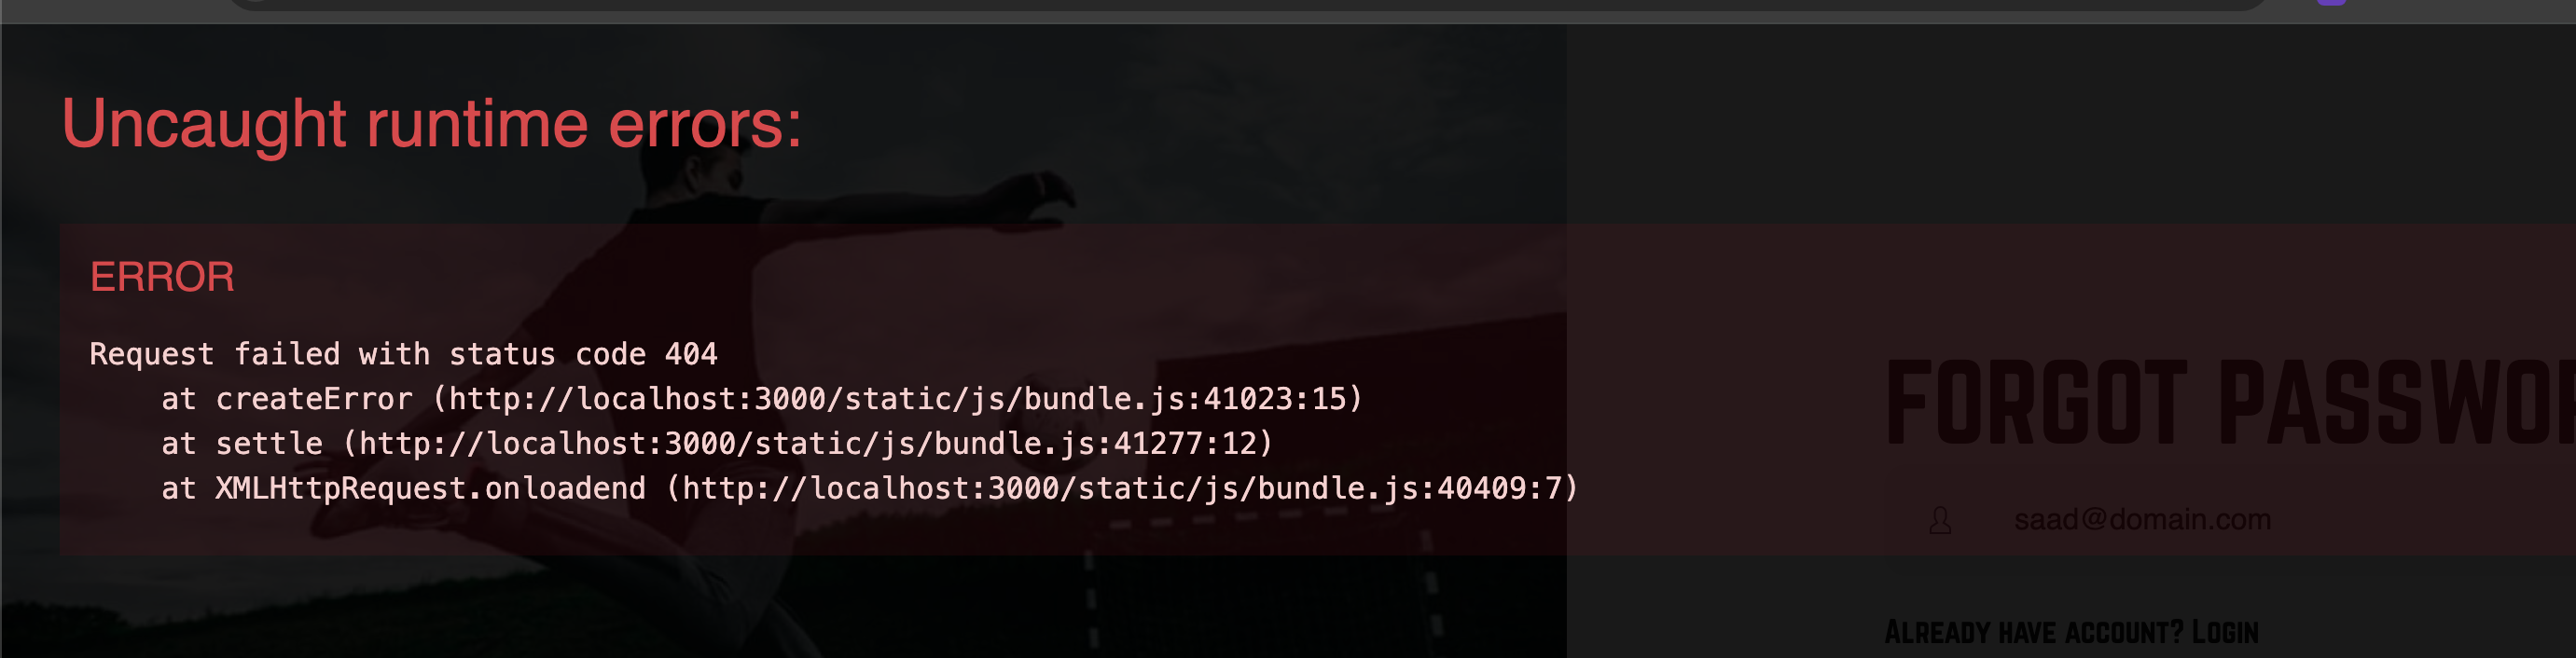 Uncaught runtime errors:
ERROR
Request failed with status code 404
at createError (http://localhost:3000/static/js/bundle.js:41023:15)
at settle (http://localhost:3000/static/js/bundle.js:41277:12)
at XMLHttpRequest.onloadend (http://localhost:3000/static/js/bundle.js:40409:7)
FORGOT
saad@domain.com
ALREADY HAVE ACCOUNT? LOGIN